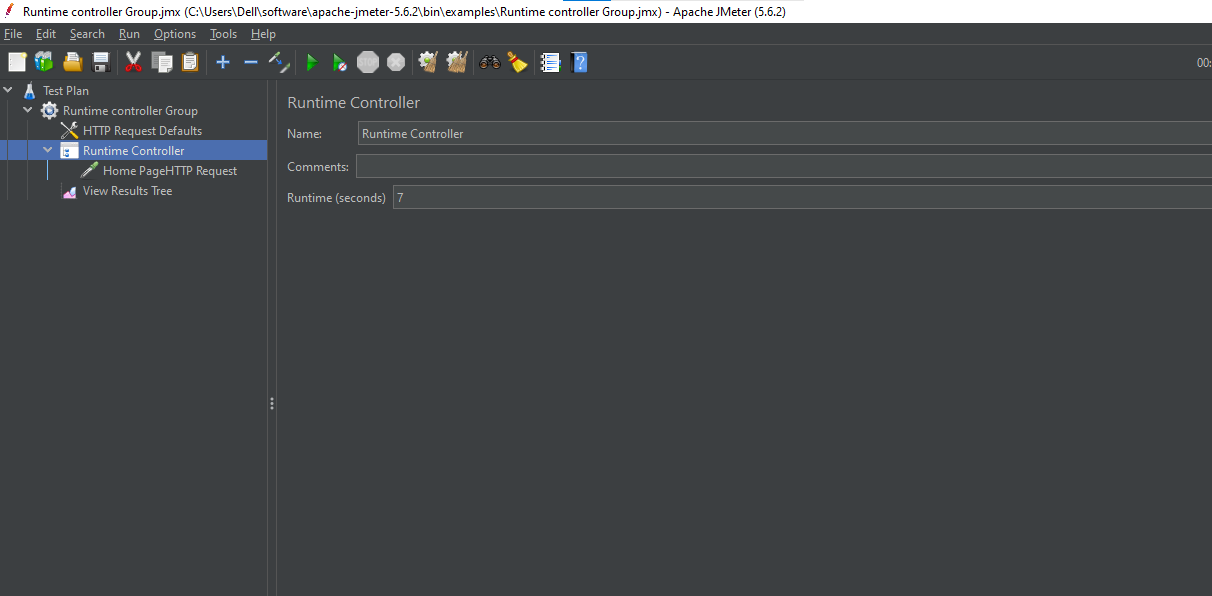 Runtime controller Group.jmx (C:\Users\Dell\software\apache-jmeter-5.6.2\bin\examples\Runtime controller Group.jmx) - Apache JMeter (5.6.2)
File Edit Search Run Options Tools Help
STOP
00:
Test Plan
Runtime controller Group
HTTP Request Defaults
Runtime Controller
Home PageHTTP Request
View Results Tree
Runtime Controller
Name: Runtime Controller
Comments:
Runtime (seconds) 7